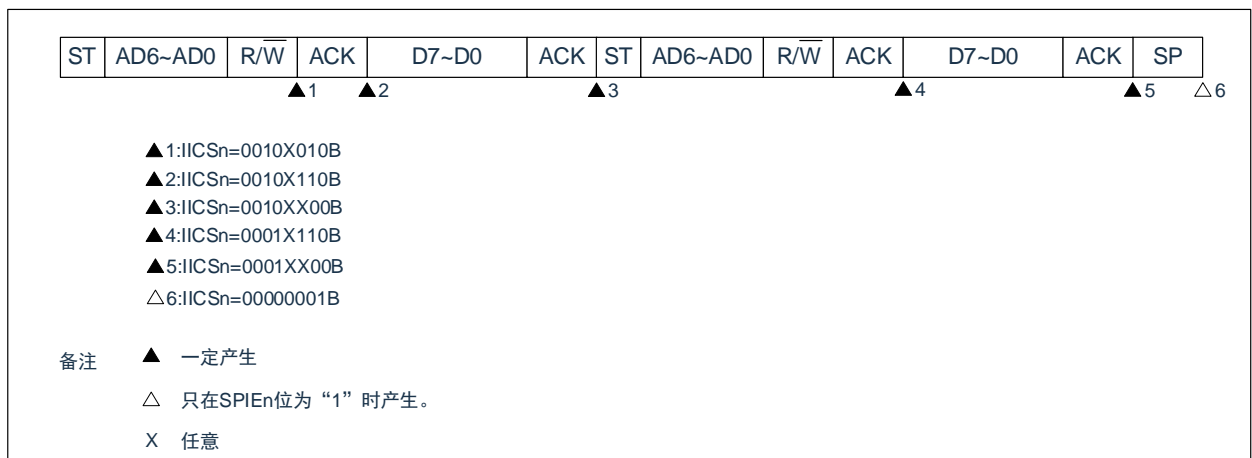 ST AD6~AD0 R/W̅ ACK D7~D0 ACK ST AD6~AD0 R/W̅ ACK D7~D0 ACK SP
▲1 ▲2 ▲3 ▲4 ▲5 △6
▲1:IICSn=0010X010B
▲2:IICSn=0010X110B
▲3:IICSn=0010XX00B
▲4:IICSn=0001X110B
▲5:IICSn=0001XX00B
△6:IICSn=00000001B
备注 ▲ 一定产生
△ 只在SPIEn位为“1”时产生。
X 任意